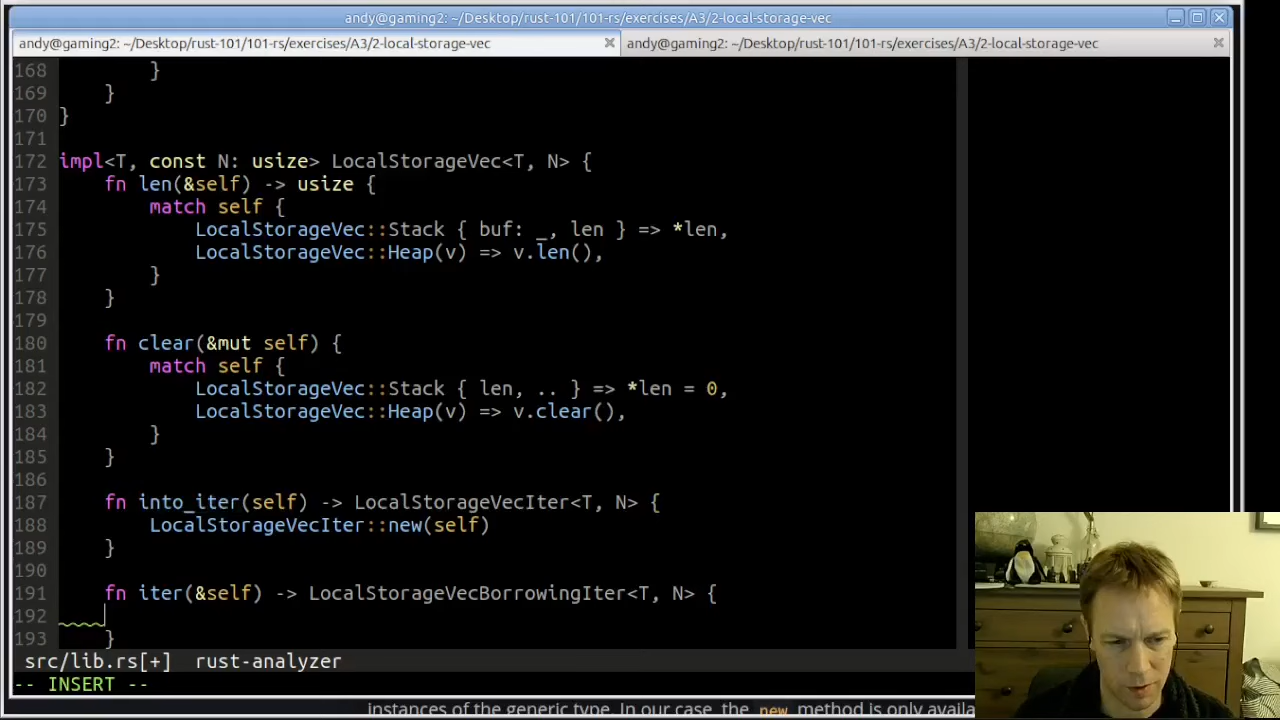 andy@gaming2: ~/Desktop/rust-101/101-rs/exercises/A3/2-local-storage-vec
andy@gaming2: ~/Desktop/rust-101/101-rs/exercises/A3/2-local-storage-vec
andy@gaming2: ~/Desktop/rust-101/101-rs/exercises/A3/2-local-storage-vec
168         }
169     }
170 }
171
172 impl<T, const N: usize> LocalStorageVec<T, N> {
173     fn len(&self) -> usize {
174         match self {
175             LocalStorageVec::Stack { buf: _, len } => *len,
176             LocalStorageVec::Heap(v) => v.len(),
177         }
178     }
179
180     fn clear(&mut self) {
181         match self {
182             LocalStorageVec::Stack { len, .. } => *len = 0,
183             LocalStorageVec::Heap(v) => v.clear(),
184         }
185     }
186
187     fn into_iter(self) -> LocalStorageVecIter<T, N> {
188         LocalStorageVecIter::new(self)
189     }
190
191     fn iter(&self) -> LocalStorageVecBorrowingIter<T, N> {
192
193     }
src/lib.rs[+]  rust-analyzer
-- INSERT --
instances of the generic type. In our case, the new method is only availa